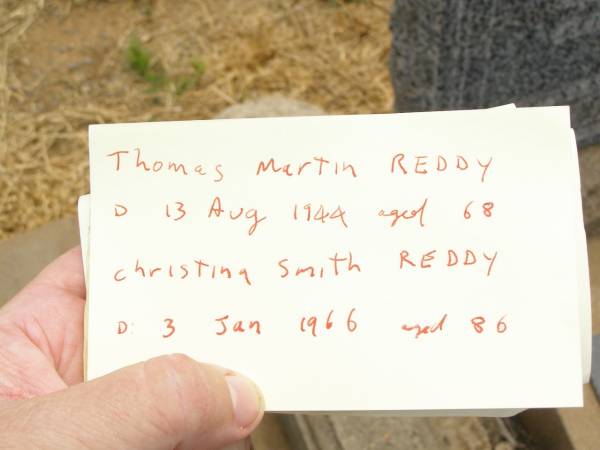 Thomas Martin REDDY
D 13 Aug 1944 aged 68
Christina Smith REDDY
D: 3 Jan 1966 aged 86